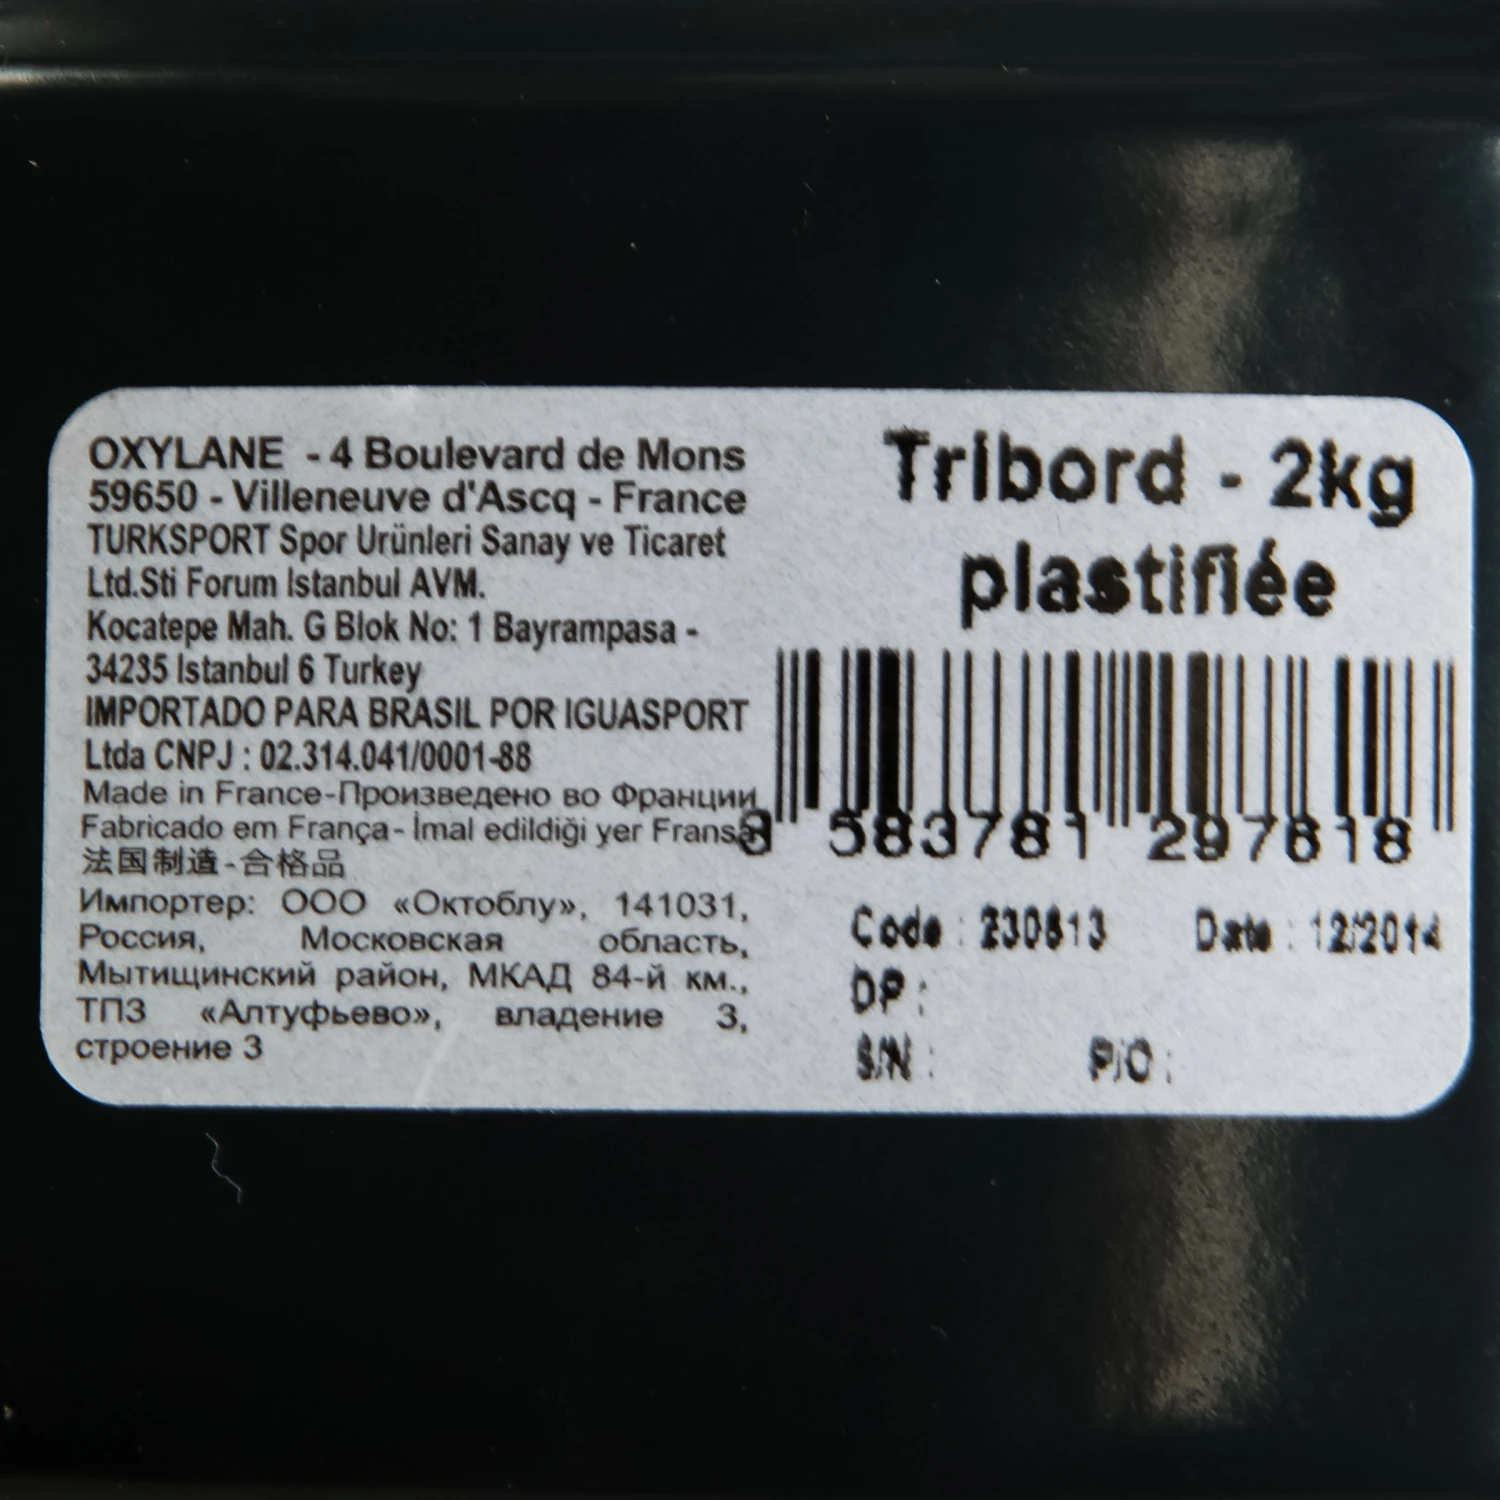 OXYLANE - 4 Boulevard de Mons
59650 - Villeneuve d'Ascq - France
TURKSPORT Spor Urünleri Sanay ve Ticaret
Ltd.Sti Forum Istanbul AVM.
Kocatepe Mah. G Blok No: 1 Bayrampasa -
34235 Istanbul 6 Turkey
IMPORTADO PARA BRASIL POR IGUASPORT
Ltda CNPJ : 02.314.041/0001-88
Made in France-Произведено во Франции
Fabricado em França- İmal edildiği yer Fransa
法国制造-合格品
Импортер: ООО «Октоблу», 141031,
Россия, Московская область,
Мытищинский район, МКАД 84-й км.,
ТПЗ «Алтуфьево», владение 3,
строение 3
Tribord - 2kg
plastifiée
3 583781 297618
Code : 230613 Date : 12/2014
DP :
S/N : P/O :